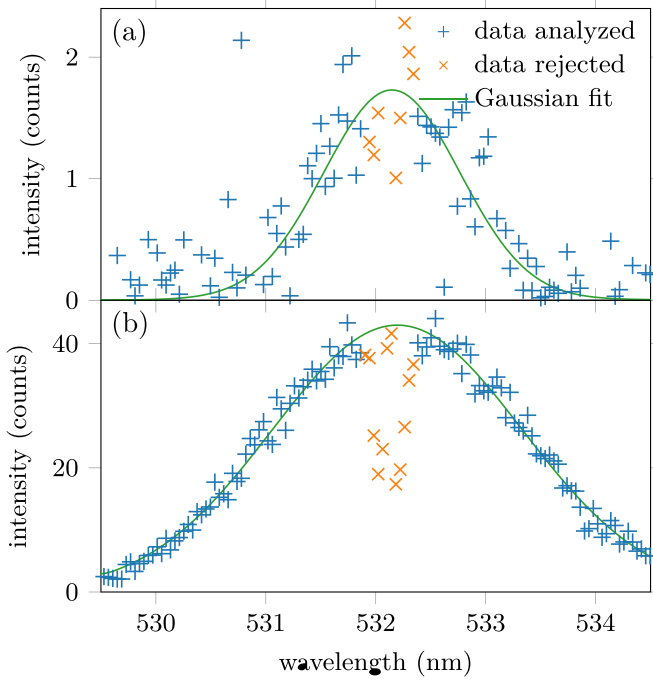 (a)
data analyzed
data rejected
Gaussian fit
2
1
0
intensity (counts)
(b)
40
20
0
intensity (counts)
530 531 532 533 534
wavelength (nm)